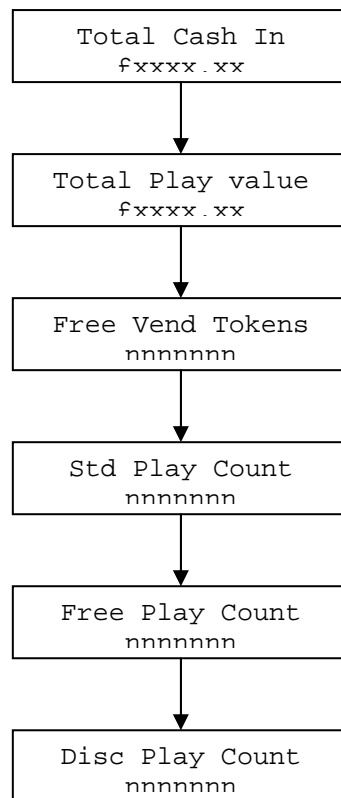 Total Cash In
£xxxx.xx
Total Play value
£xxxx.xx
Free Vend Tokens
nnnnnnn
Std Play Count
nnnnnnn
Free Play Count
nnnnnnn
Disc Play Count
nnnnnnn